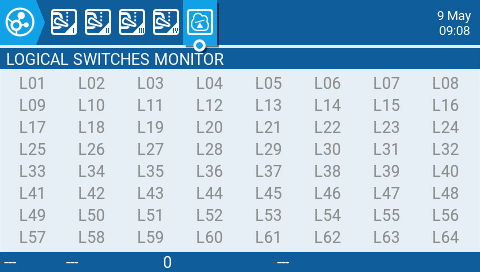 I II III IV
9 May
09:08
LOGICAL SWITCHES MONITOR
L01 L02 L03 L04 L05 L06 L07 L08
L09 L10 L11 L12 L13 L14 L15 L16
L17 L18 L19 L20 L21 L22 L23 L24
L25 L26 L27 L28 L29 L30 L31 L32
L33 L34 L35 L36 L37 L38 L39 L40
L41 L42 L43 L44 L45 L46 L47 L48
L49 L50 L51 L52 L53 L54 L55 L56
L57 L58 L59 L60 L61 L62 L63 L64
--- --- 0 ---